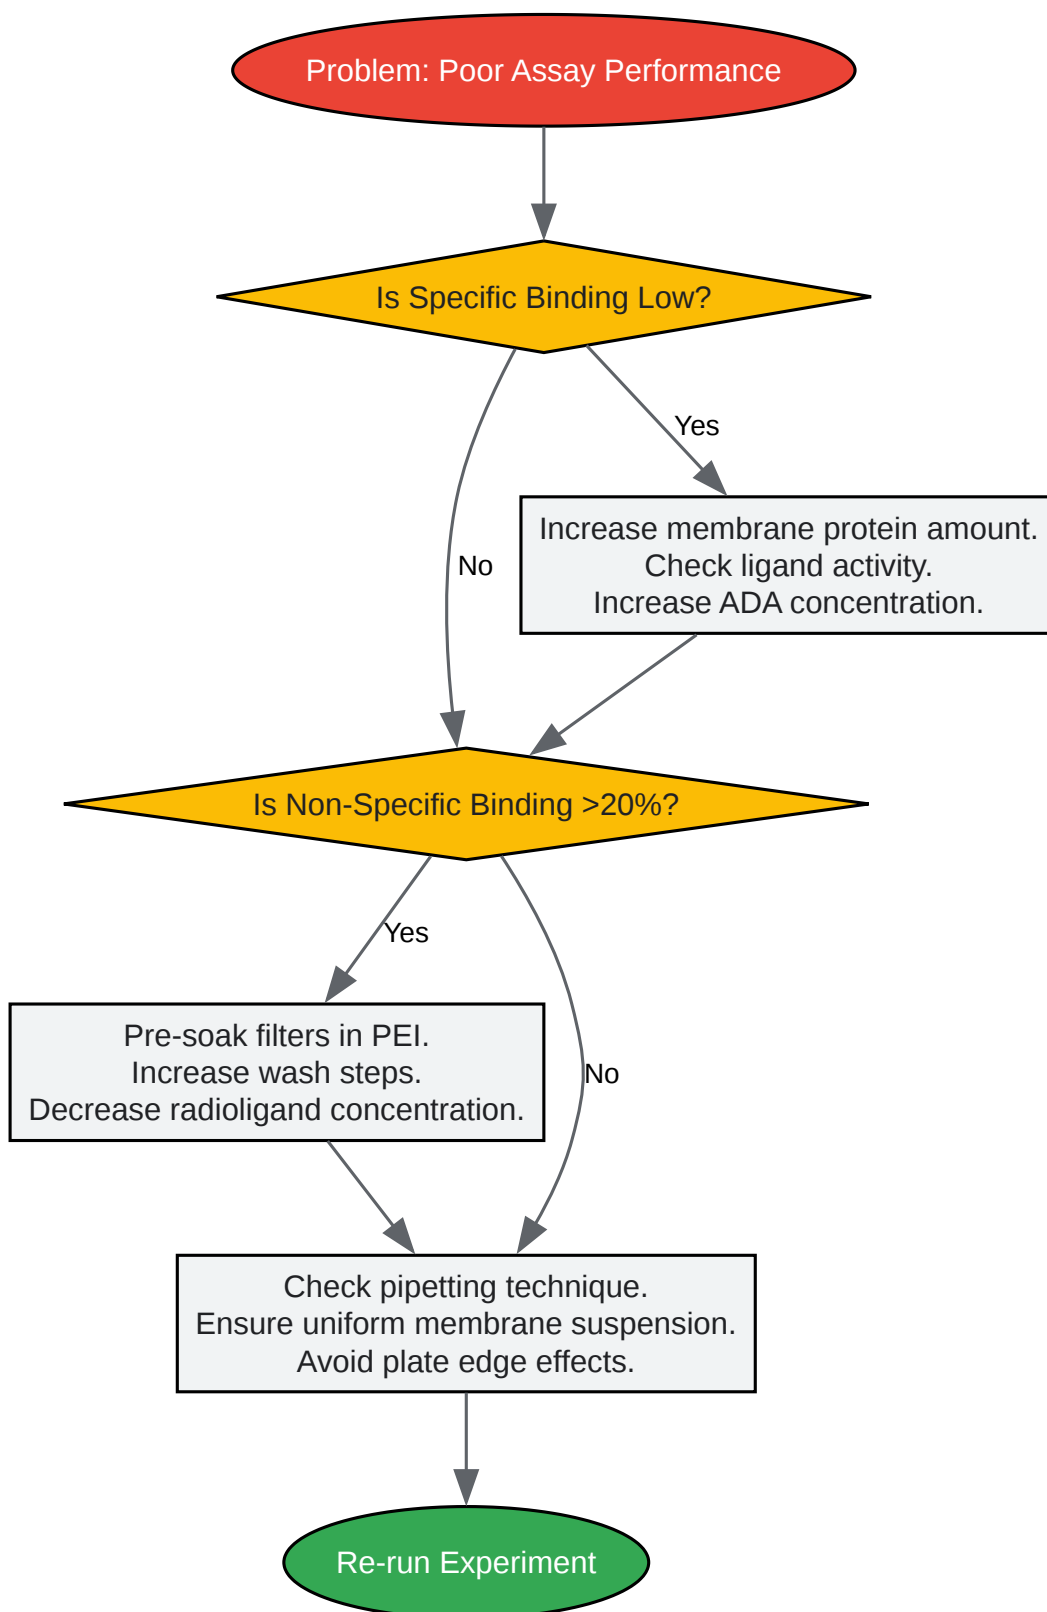 Problem: Poor Assay Performance
Is Specific Binding Low?
Yes
Increase membrane protein amount.
Check ligand activity.
Increase ADA concentration.
No
Is Non-Specific Binding >20%?
Yes
Pre-soak filters in PEI.
Increase wash steps.
Decrease radioligand concentration.
No
Check pipetting technique.
Ensure uniform membrane suspension.
Avoid plate edge effects.
Re-run Experiment